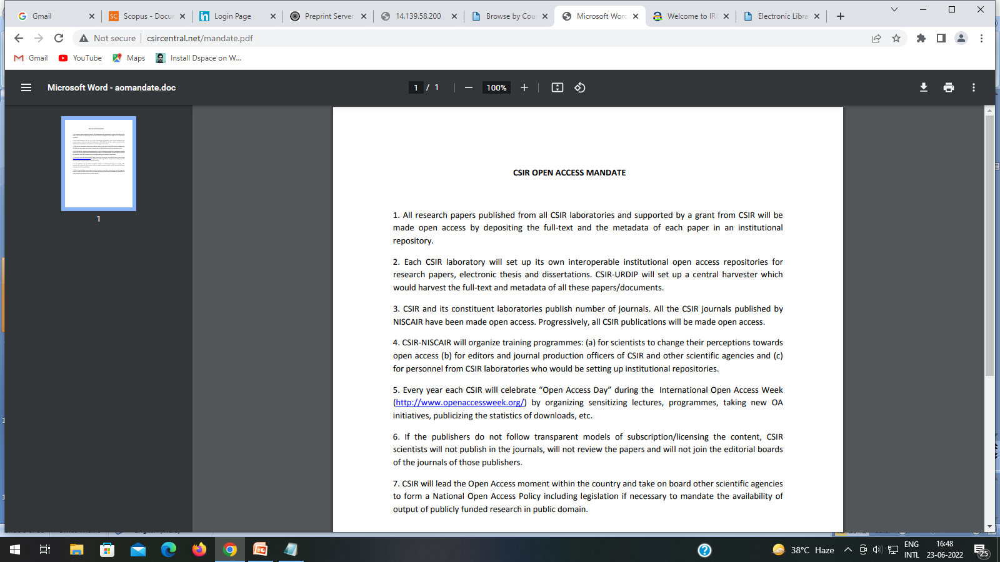 Gmail
Scopus - Docu
Login Page
Preprint Server
14.139.58.200
Browse by Cou
Microsoft Word
Welcome to IR
Electronic Libra
Not secure
csircentral.net/mandate.pdf
Gmail
YouTube
Maps
Install Dspace on W...
Microsoft Word - aomandate.doc
1 / 1
100%
1
CSIR OPEN ACCESS MANDATE
1. All research papers published from all CSIR laboratories and supported by a grant from CSIR will be
made open access by depositing the full-text and the metadata of each paper in an institutional
repository.
2. Each CSIR laboratory will set up its own interoperable institutional open access repositories for
research papers, electronic thesis and dissertations. CSIR-URDIP will set up a central harvester which
would harvest the full-text and metadata of all these papers/documents.
3. CSIR and its constituent laboratories publish number of journals. All the CSIR journals published by
NISCAIR have been made open access. Progressively, all CSIR publications will be made open access.
4. CSIR-NISCAIR will organize training programmes: (a) for scientists to change their perceptions towards
open access (b) for editors and journal production officers of CSIR and other scientific agencies and (c)
for personnel from CSIR laboratories who would be setting up institutional repositories.
5. Every year each CSIR will celebrate “Open Access Day” during the International Open Access Week
(http://www.openaccessweek.org/) by organizing sensitizing lectures, programmes, taking new OA
initiatives, publicizing the statistics of downloads, etc.
6. If the publishers do not follow transparent models of subscription/licensing the content, CSIR
scientists will not publish in the journals, will not review the papers and will not join the editorial boards
of the journals of those publishers.
7. CSIR will lead the Open Access moment within the country and take on board other scientific agencies
to form a National Open Access Policy including legislation if necessary to mandate the availability of
output of publicly funded research in public domain.
38°C Haze
ENG
INTL
16:48
23-06-2022
25